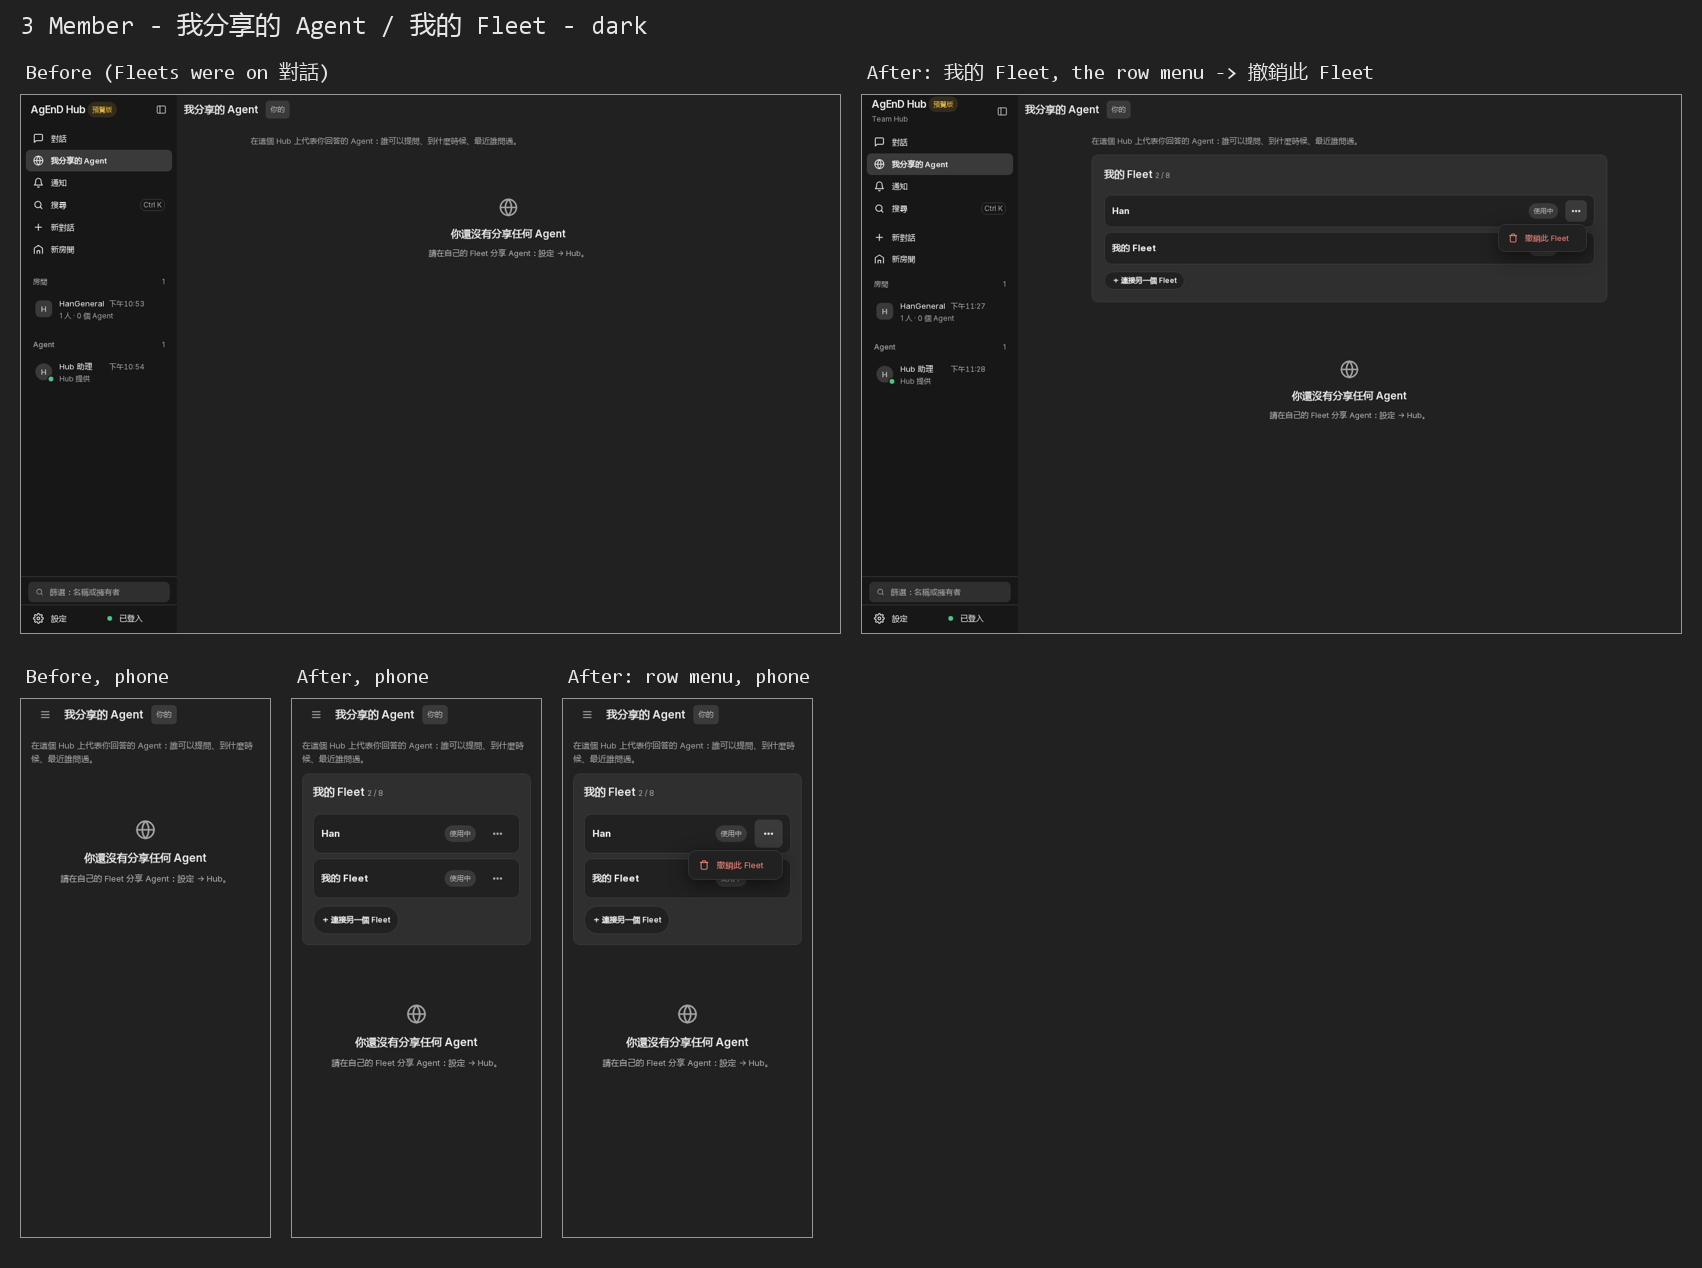 3 Member - 我分享的 Agent / 我的 Fleet - dark
Before (Fleets were on 對話)
AgEnD Hub 預覽版
對話
我分享的 Agent
通知
搜尋 Ctrl K
新對話
新房間
房間 1
H HanGeneral 下午10:53
1 人 · 0 個 Agent
Agent 1
H Hub 助理 下午10:54
Hub 提供
篩選：名稱或擁有者
設定 已登入
我分享的 Agent 你的
在這個 Hub 上代表你回答的 Agent：誰可以提問、到什麼時候、最近誰問過。
你還沒有分享任何 Agent
請在自己的 Fleet 分享 Agent：設定 → Hub。
After: 我的 Fleet, the row menu -> 撤銷此 Fleet
AgEnD Hub 預覽版
Team Hub
對話
我分享的 Agent
通知
搜尋 Ctrl K
新對話
新房間
房間 1
H HanGeneral 下午11:27
1 人 · 0 個 Agent
Agent 1
H Hub 助理 下午11:28
Hub 提供
篩選：名稱或擁有者
設定 已登入
我分享的 Agent 你的
在這個 Hub 上代表你回答的 Agent：誰可以提問、到什麼時候、最近誰問過。
我的 Fleet 2 / 8
Han 使用中 •••
撤銷此 Fleet
我的 Fleet
+ 連接另一個 Fleet
你還沒有分享任何 Agent
請在自己的 Fleet 分享 Agent：設定 → Hub。
Before, phone
我分享的 Agent 你的
在這個 Hub 上代表你回答的 Agent：誰可以提問、到什麼時
候、最近誰問過。
你還沒有分享任何 Agent
請在自己的 Fleet 分享 Agent：設定 → Hub。
After, phone
我分享的 Agent 你的
在這個 Hub 上代表你回答的 Agent：誰可以提問、到什麼時
候、最近誰問過。
我的 Fleet 2 / 8
Han 使用中 •••
我的 Fleet 使用中 •••
+ 連接另一個 Fleet
你還沒有分享任何 Agent
請在自己的 Fleet 分享 Agent：設定 → Hub。
After: row menu, phone
我分享的 Agent 你的
在這個 Hub 上代表你回答的 Agent：誰可以提問、到什麼時
候、最近誰問過。
我的 Fleet 2 / 8
Han 使用中 •••
撤銷此 Fleet
我的 Fleet
+ 連接另一個 Fleet
你還沒有分享任何 Agent
請在自己的 Fleet 分享 Agent：設定 → Hub。